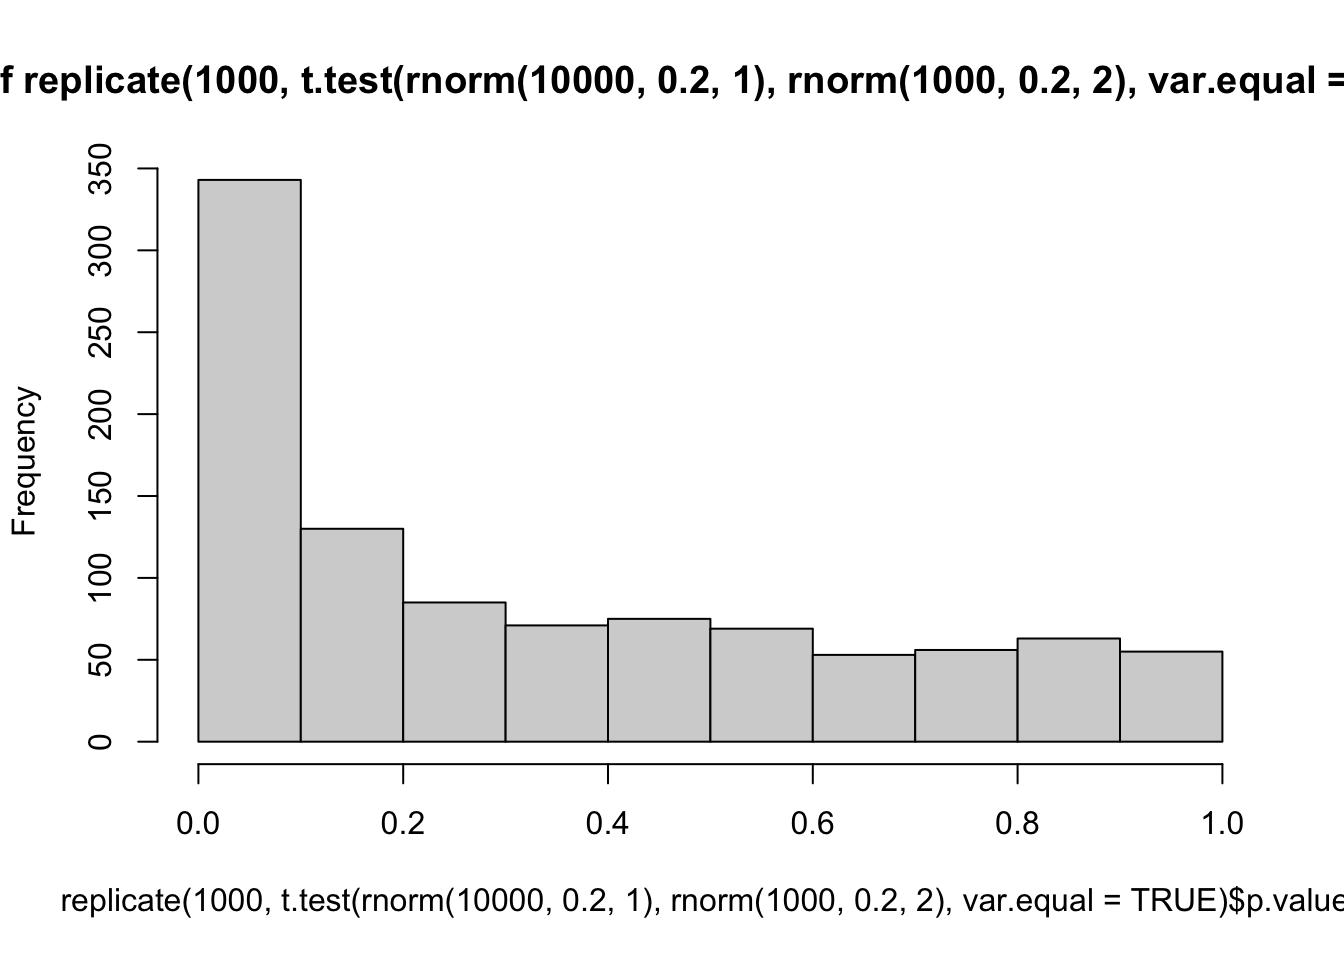 f replicate(1000, t.test(rnorm(10000, 0.2, 1), rnorm(1000, 0.2, 2), var.equal =
350
300
250
200
150
100
50
0
Frequency
0.0 0.2 0.4 0.6 0.8 1.0
replicate(1000, t.test(rnorm(10000, 0.2, 1), rnorm(1000, 0.2, 2), var.equal = TRUE)$p.value